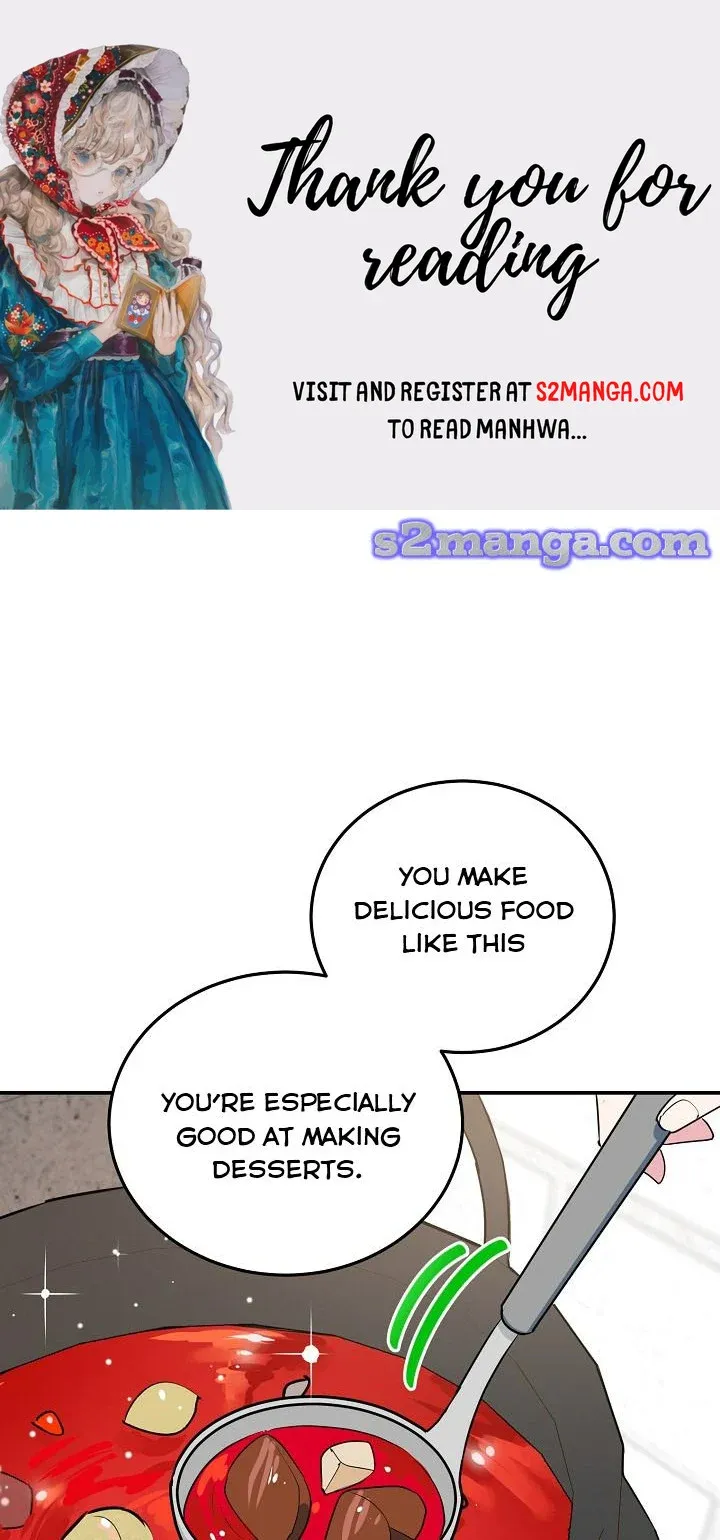 Thank you for
reading
VISIT AND REGISTER AT S2MANGA.COM
TO READ MANHWA...
s2manga.com
YOU MAKE
DELICIOUS FOOD
LIKE THIS
YOU'RE ESPECIALLY
GOOD AT MAKING
DESSERTS.